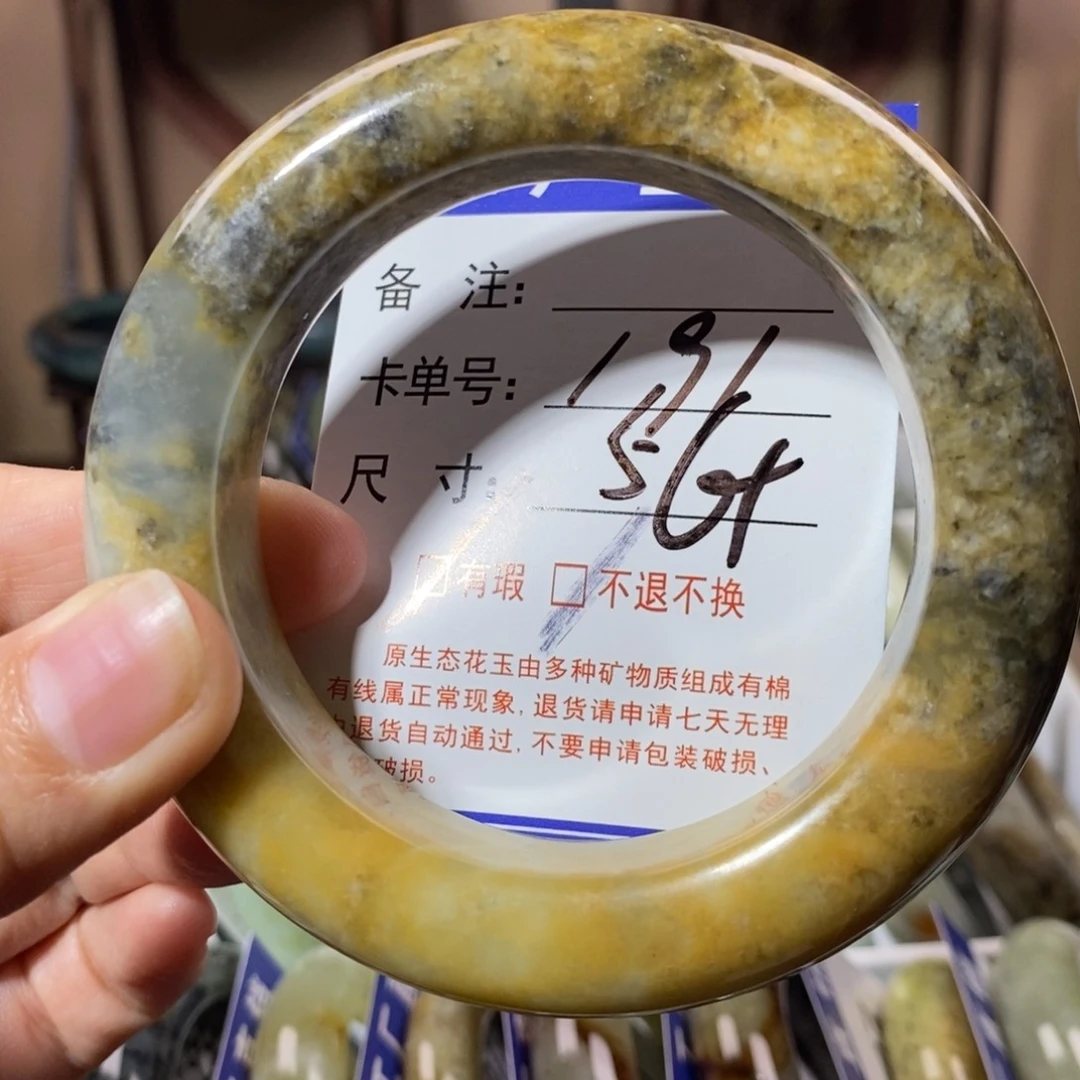 备 注:
卡单号: 191
尺 寸: 56+
有瑕 不退不换
原生态花玉由多种矿物质组成有棉
有线属正常现象,退货请申请七天无理
由退货自动通过,不要申请包装破损、
破损。